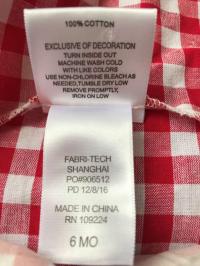 100% COTTON
EXCLUSIVE OF DECORATION
TURN INSIDE OUT
MACHINE WASH COLD
WITH LIKE COLORS
USE NON-CHLORINE BLEACH AS
NEEDED,TUMBLE DRY LOW
REMOVE PROMPTLY,
IRON ON LOW
FABRI-TECH
SHANGHAI
PO#906512
PD 12/8/16
MADE IN CHINA
RN 109224
6 MO